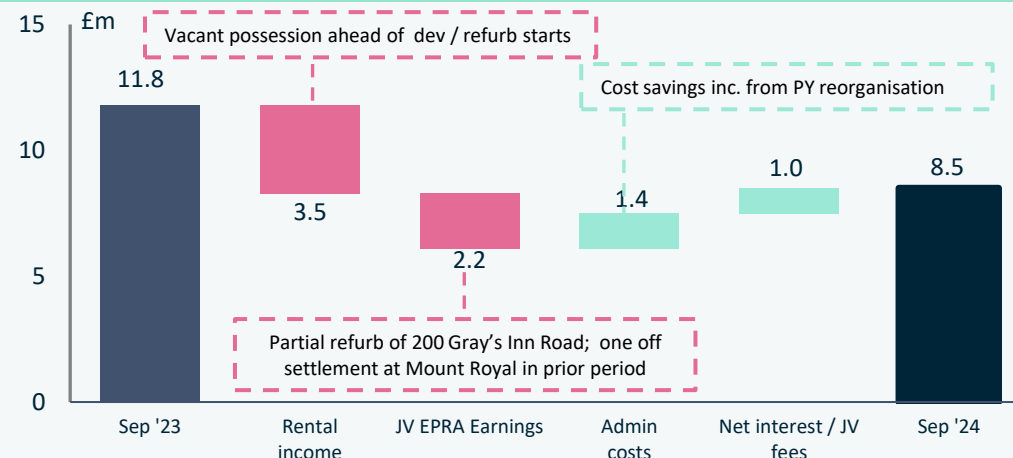 15
£m
Vacant possession ahead of dev / refurb starts
11.8
Cost savings inc. from PY reorganisation
10
3.5
1.4
1.0
8.5
5
2.2
Partial refurb of 200 Gray's Inn Road; one off
settlement at Mount Royal in prior period
0
Sep '23
Rental
income
JV EPRA Earnings
Admin
costs
Net interest / JV
fees
Sep '24